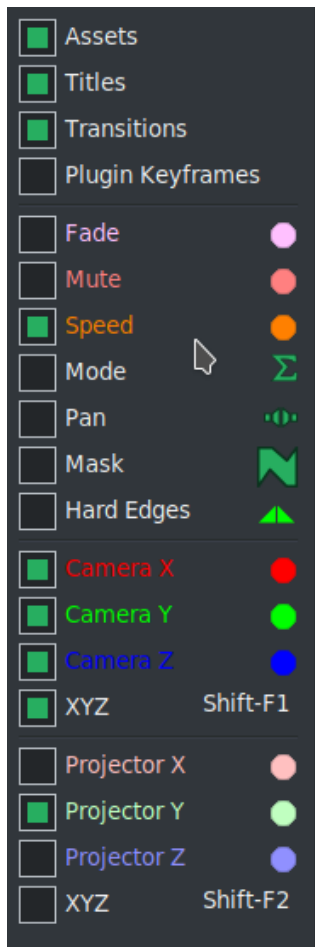 Assets
Titles
Transitions
Plugin Keyframes
Fade
Mute
Speed
Mode
Pan
Mask
Hard Edges
Camera X
Camera Y
Camera Z
XYZ Shift-F1
Projector X
Projector Y
Projector Z
XYZ Shift-F2